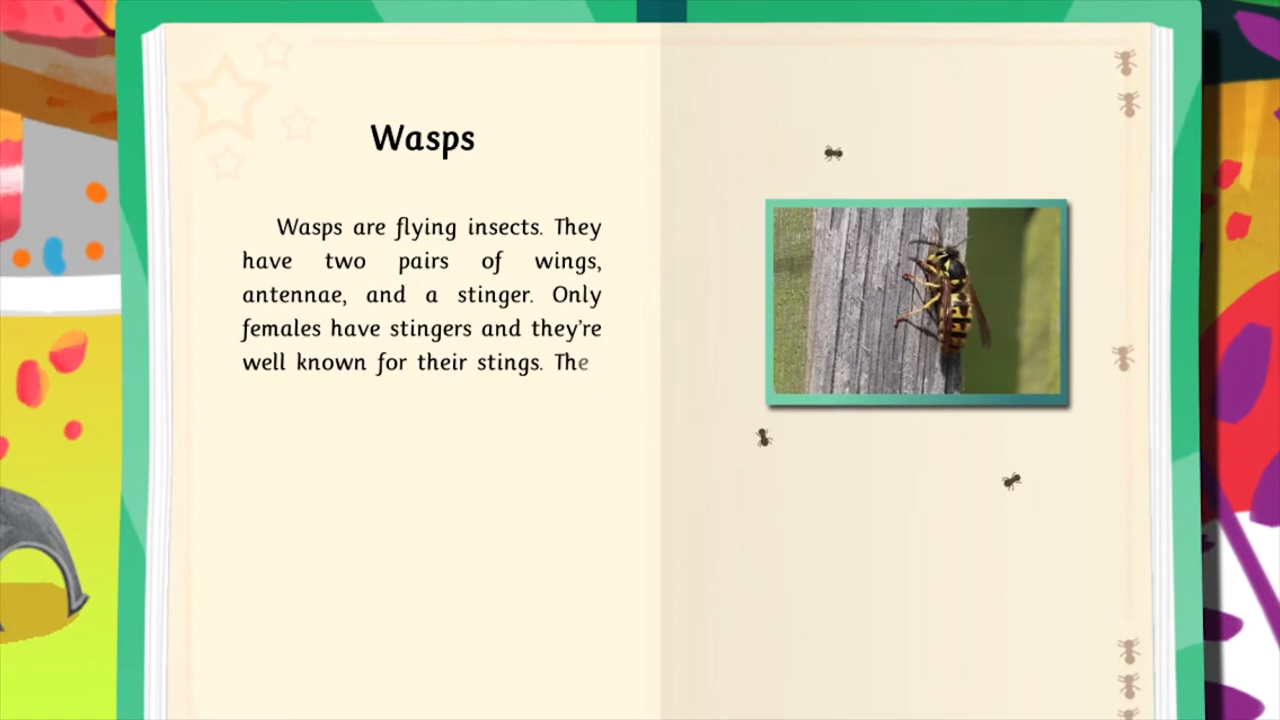 Wasps
Wasps are flying insects. They
have two pairs of wings,
antennae, and a stinger. Only
females have stingers and they're
well known for their stings. The